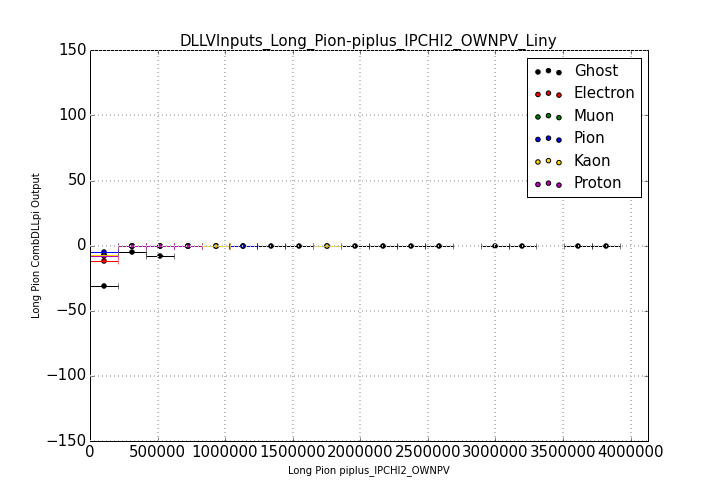 DLLVInputs_Long_Pion-piplus_IPCHI2_OWNPV_Liny
150
100
50
0
−50
−100
−150
Long Pion CombDLLpi Output
Ghost
Electron
Muon
Pion
Kaon
Proton
0 500000 1000000 1500000 2000000 2500000 3000000 3500000 4000000
Long Pion piplus_IPCHI2_OWNPV